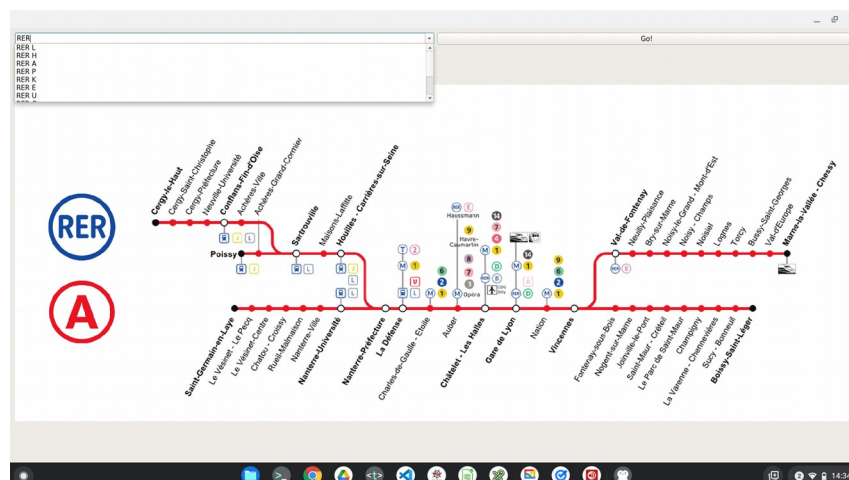 RER
Go!
RER L
RER H
RER A
RER P
RER K
RER E
RER U
RER
A
Cergy-le-Haut
Cergy-Saint-Christophe
Cergy-Préfecture
Neuville-Université
Conflans-Fin-d'Oise
Achères-Ville
Achères-Grand-Cormier
Poissy
Sartrouville
Maisons-Laffitte
Houilles - Carrières-sur-Seine
Saint-Germain-en-Laye
Le Vésinet - Le Pecq
Le Vésinet-Centre
Chatou - Croissy
Rueil-Malmaison
Nanterre-Ville
Nanterre-Université
Nanterre-Préfecture
La Défense
Charles-de-Gaulle - Etoile
Auber
Haussmann
Havre-Caumartin
Opéra
Châtelet - Les Halles
Gare de Lyon
Nation
Vincennes
Val-de-Fontenay
Neuilly-Plaisance
Bry-sur-Marne
Noisy-le-Grand - Mont-d'Est
Noisy - Champs
Noisiel
Lognes
Torcy
Bussy-Saint-Georges
Val-d'Europe
Marne-la-Vallée - Chessy
Fontenay-sous-Bois
Nogent-sur-Marne
Joinville-le-Pont
Saint-Maur - Créteil
Le Parc de Saint-Maur
Champigny
La Varenne - Chennevières
Sucy - Bonneuil
Boissy-Saint-Léger
14:34